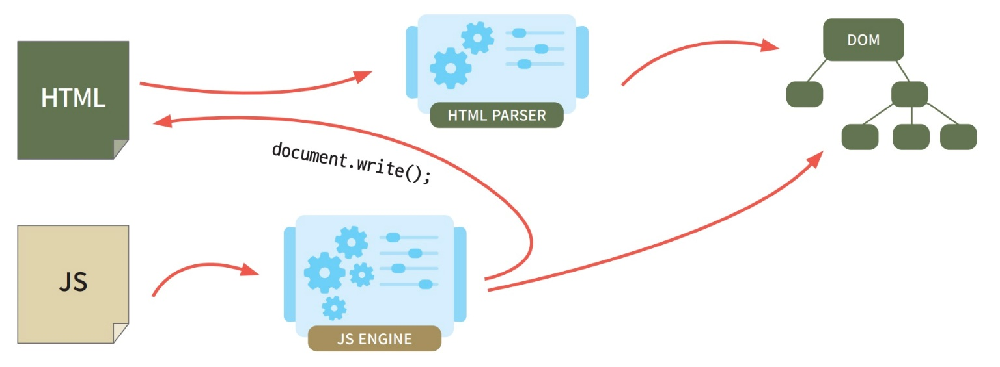 HTML
HTML PARSER
DOM
document.write();
JS
JS ENGINE